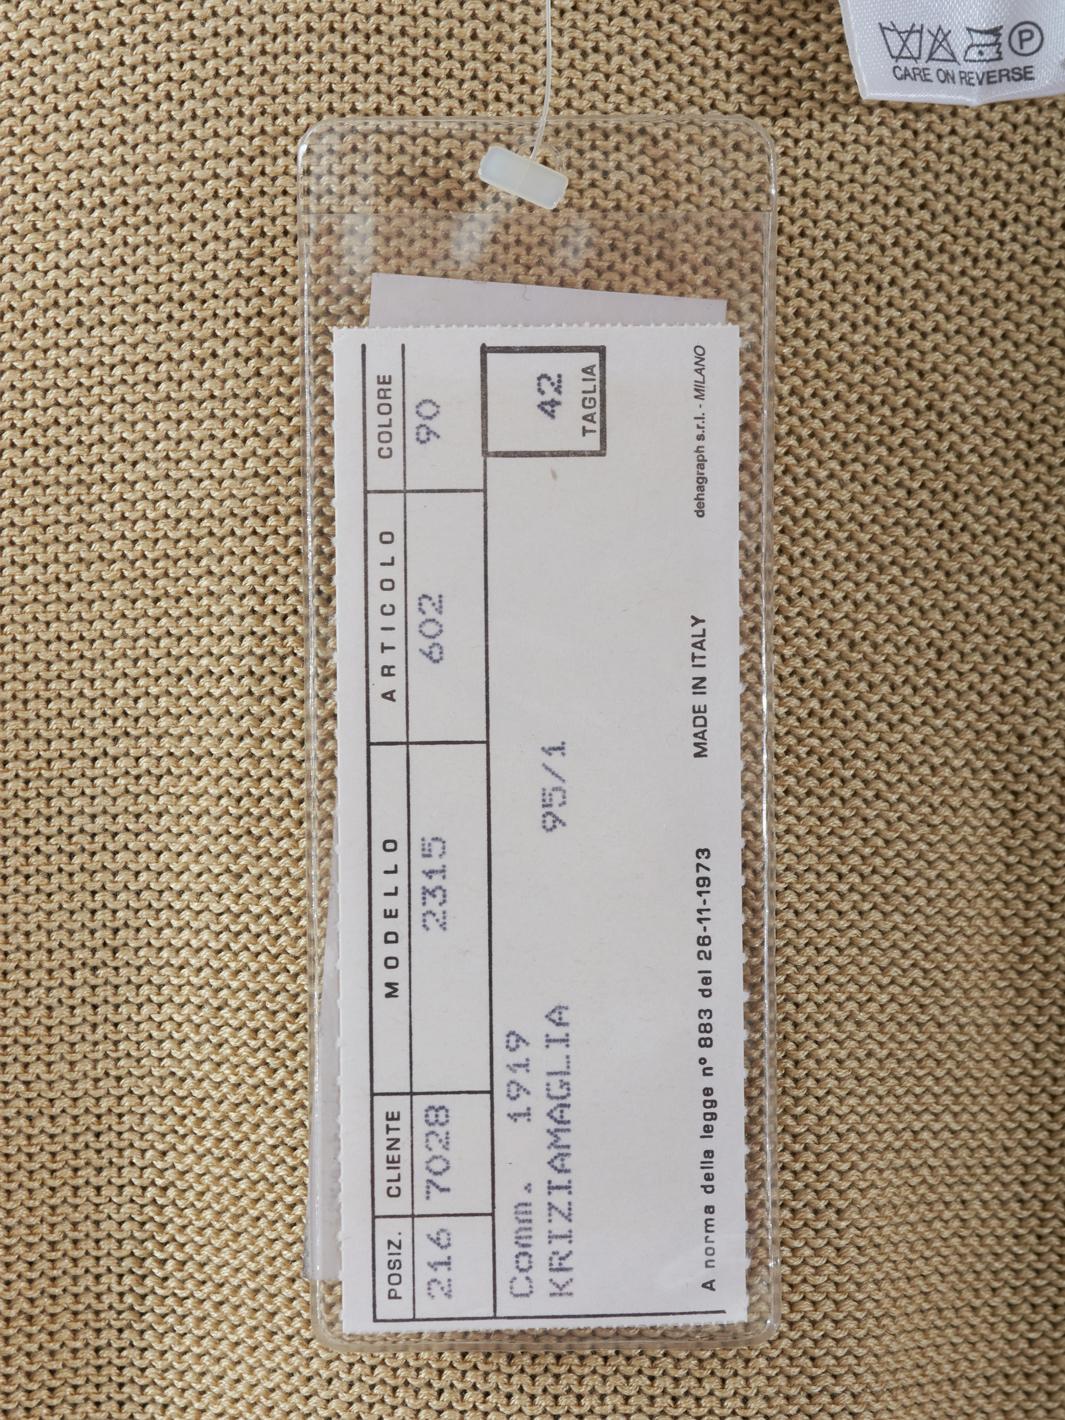 P
CARE ON REVERSE
POSIZ. CLIENTE MODELLO ARTICOLO COLORE
216 7028 2315 602 90
Comm. 1919
KRIZIAMAGLIA 95/1 42
TAGLIA
A norma della legge nº 883 del 26-11-1973 MADE IN ITALY dehagraph s.r.l. - MILANO